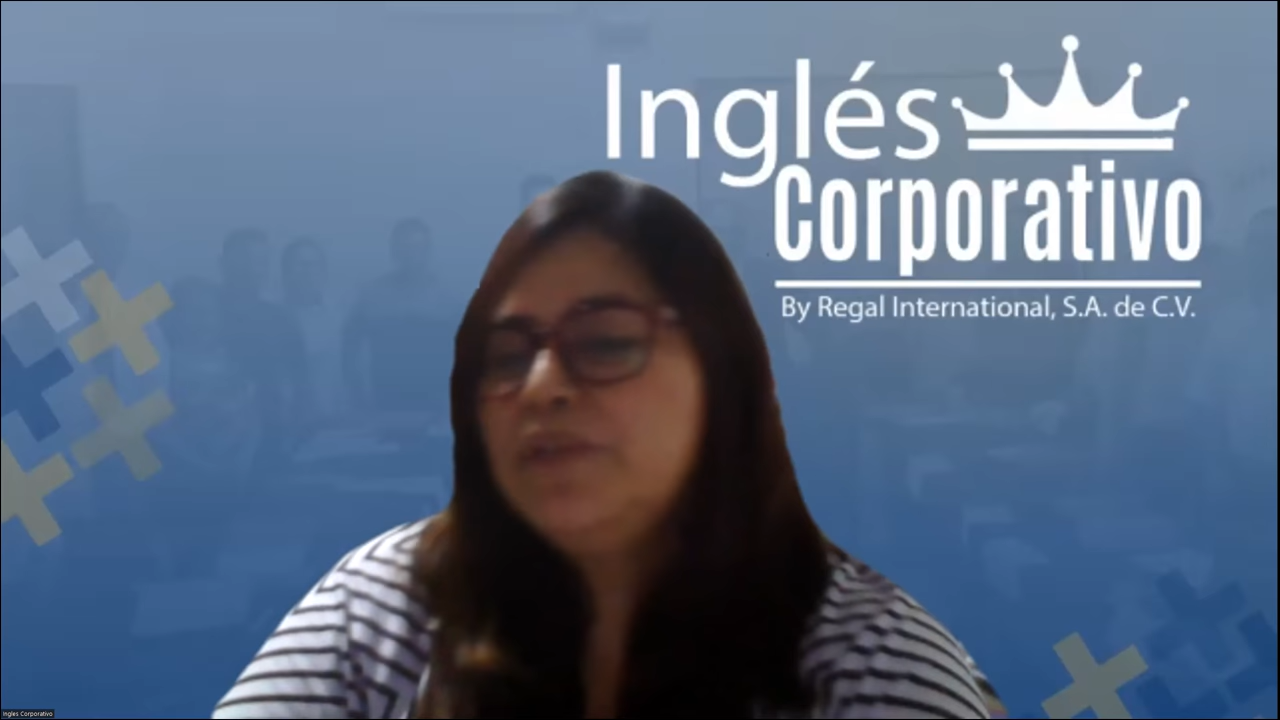 Inglés
Corporativo
By Regal International, S.A. de C.V.
Ingles Corporativo